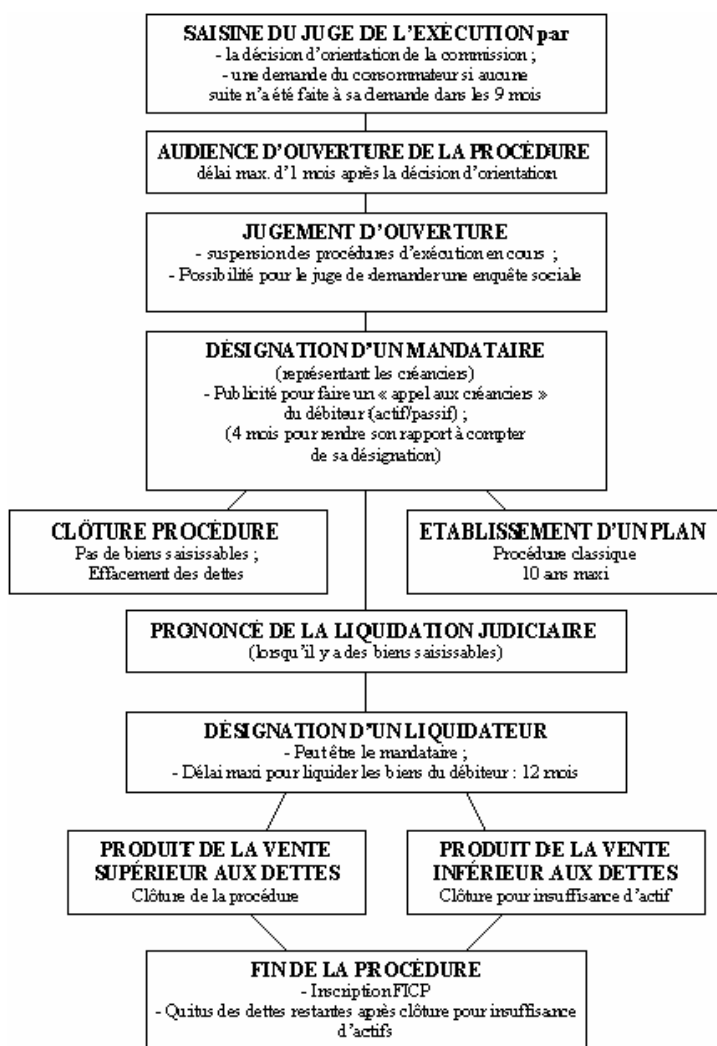 SAISINE DU JUGE DE L'EXÉCUTION par
- la décision d'orientation de la commission ;
- une demande du consommateur si aucune
suite n'a été faite à sa demande dans les 9 mois
AUDIENCE D'OUVERTURE DE LA PROCÉDURE
délai max. d'1 mois après la décision d'orientation
JUGEMENT D'OUVERTURE
- suspension des procédures d'exécution en cours ;
- Possibilité pour le juge de demander une enquête sociale
DÉSIGNATION D'UN MANDATAIRE
(représentant les créanciers)
- Publicité pour faire un « appel aux créanciers »
du débiteur (actif/passif) ;
(4 mois pour rendre son rapport à compter
de sa désignation)
CLÔTURE PROCÉDURE
Pas de biens saisissables ;
Effacement des dettes
ETABLISSEMENT D'UN PLAN
Procédure classique
10 ans maxi
PRONONCÉ DE LA LIQUIDATION JUDICIAIRE
(lorsqu'il y a des biens saisissables)
DÉSIGNATION D'UN LIQUIDATEUR
- Peut être le mandataire ;
- Délai maxi pour liquider les biens du débiteur : 12 mois
PRODUIT DE LA VENTE
SUPÉRIEUR AUX DETTES
Clôture de la procédure
PRODUIT DE LA VENTE
INFÉRIEUR AUX DETTES
Clôture pour insuffisance d'actif
FIN DE LA PROCÉDURE
- Inscription FICP
- Quitus des dettes restantes après clôture pour insuffisance
d'actifs